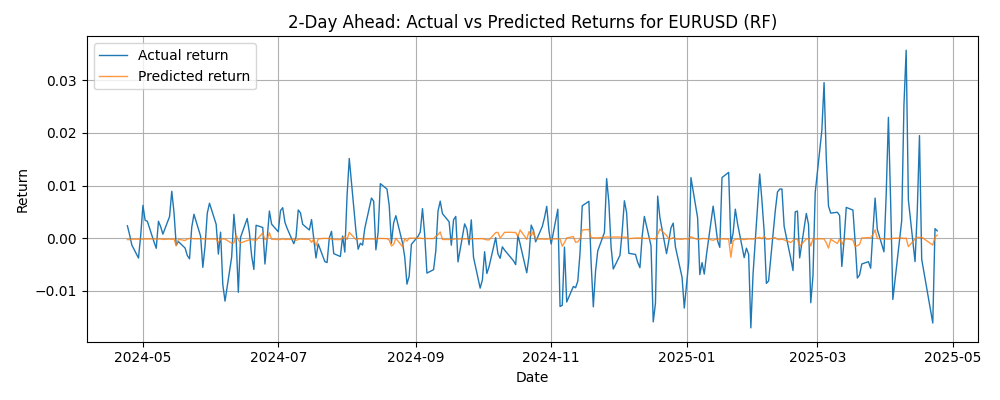 2-Day Ahead: Actual vs Predicted Returns for EURUSD (RF)
Actual return
Predicted return
Return
0.03
0.02
0.01
0.00
−0.01
2024-05
2024-07
2024-09
2024-11
2025-01
2025-03
2025-05
Date